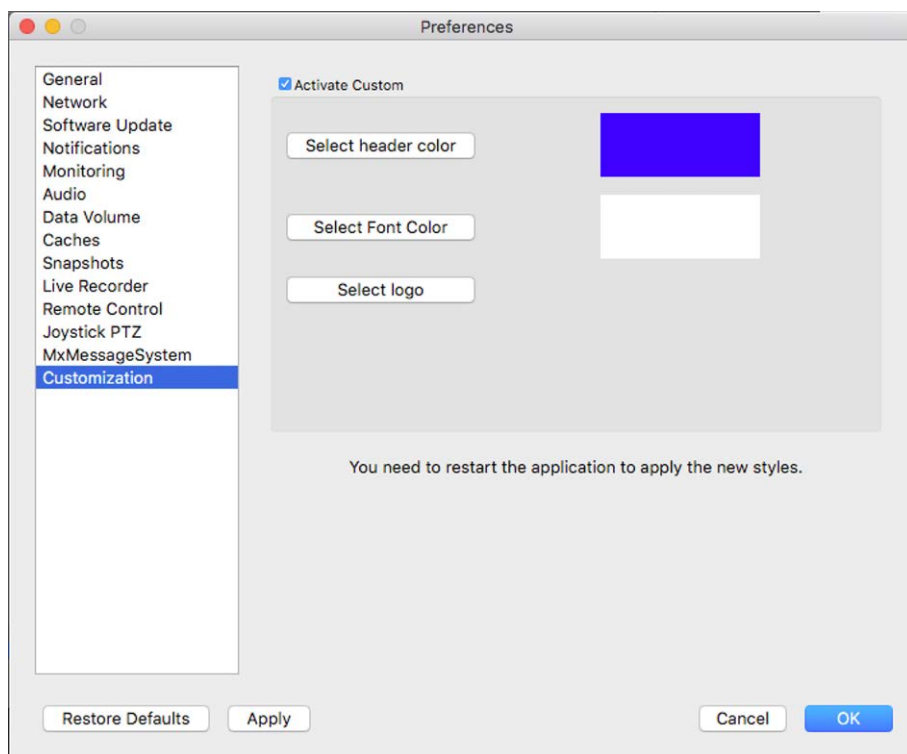 Preferences
General
Network
Software Update
Notifications
Monitoring
Audio
Data Volume
Caches
Snapshots
Live Recorder
Remote Control
Joystick PTZ
MxMessageSystem
Customization
Activate Custom
Select header color
Select Font Color
Select logo
You need to restart the application to apply the new styles.
Restore Defaults
Apply
Cancel
OK